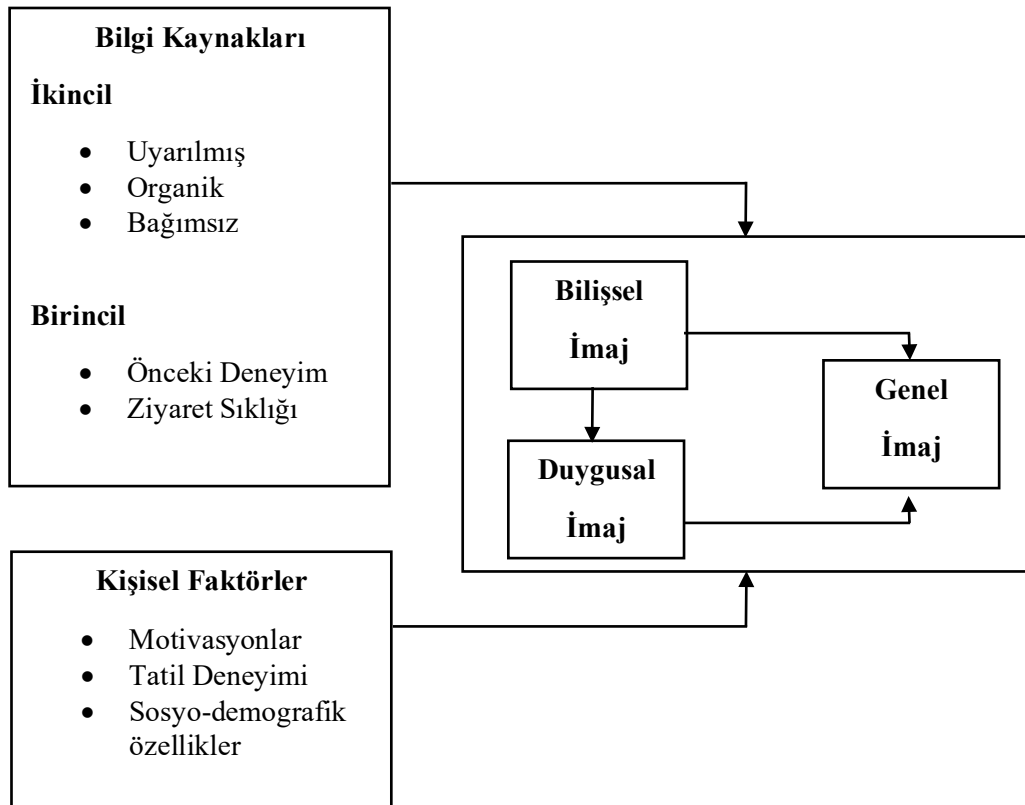 Bilgi Kaynakları
İkincil
• Uyarılmış
• Organik
• Bağımsız
Birincil
• Önceki Deneyim
• Ziyaret Sıklığı
Bilişsel
İmaj
Duygusal
İmaj
Genel
İmaj
Kişisel Faktörler
• Motivasyonlar
• Tatil Deneyimi
• Sosyo-demografik
özellikler